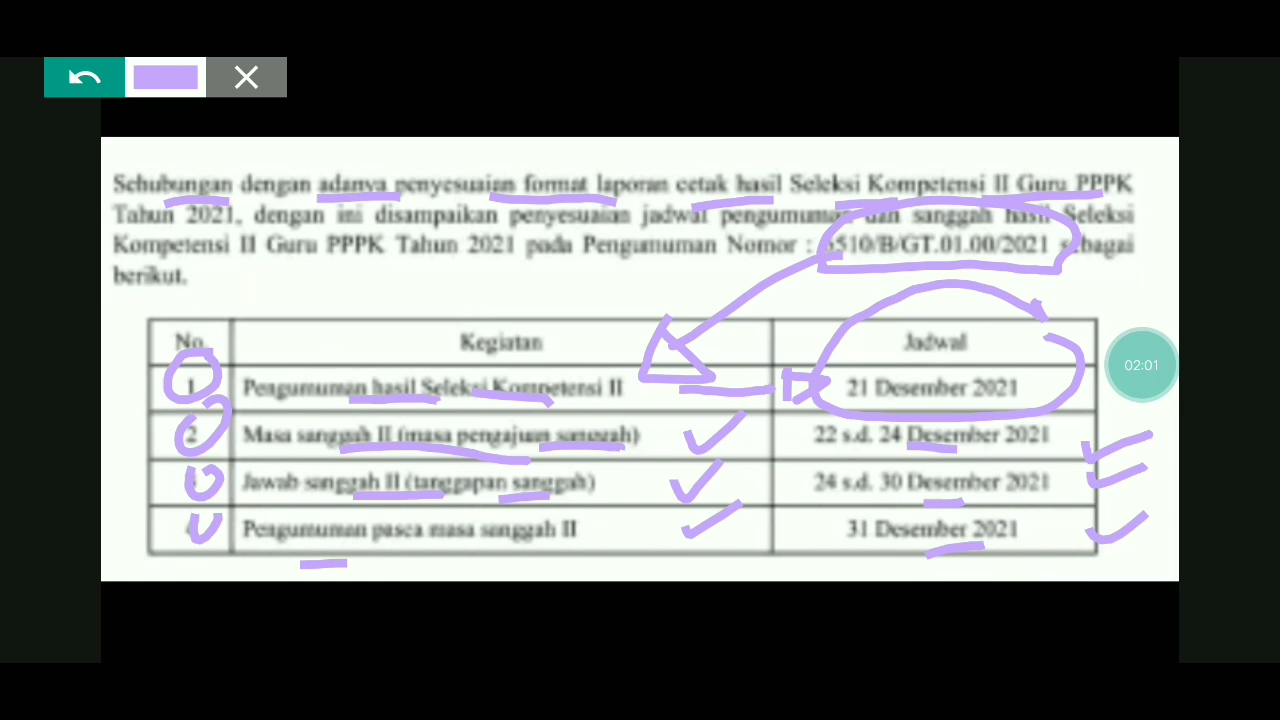 Sehubungan dengan adanya penyesuaian format laporan cetak hasil Seleksi Kompetensi II Guru PPPK
Tahun 2021, dengan ini disampaikan penyesuaian jadwal pengumuman dan sanggah hasil Seleksi
Kompetensi II Guru PPPK Tahun 2021 pada Pengumuman Nomor : 6510/B/GT.01.00/2021 sebagai
berikut.
No. Kegiatan Jadwal
1 Pengumuman hasil Seleksi Kompetensi II 21 Desember 2021
02:01
2 Masa sanggah II (masa pengajuan sanggah) 22 s.d. 24 Desember 2021
Jawab sanggah II (tanggapan sanggah) 24 s.d. 30 Desember 2021
4 Pengumuman pasca masa sanggah II 31 Desember 2021